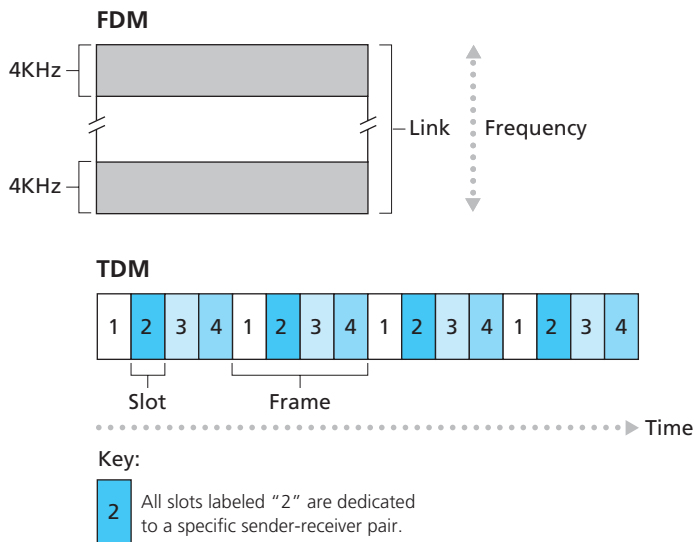 FDM
4KHz
Link
Frequency
4KHz
TDM
1 2 3 4 1 2 3 4 1 2 3 4 1 2 3 4
Slot
Frame
Time
Key:
2
All slots labeled “2” are dedicated
to a specific sender-receiver pair.